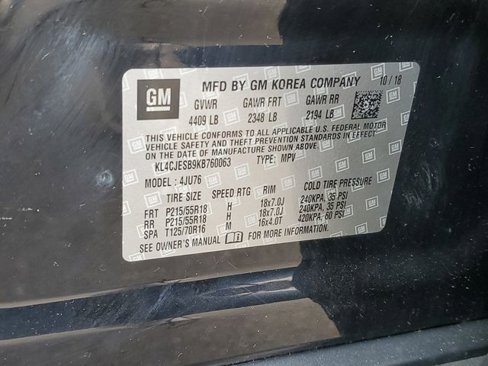 GM
MFD BY GM KOREA COMPANY 10 / 18
GVWR GAWR FRT GAWR RR
4409 LB 2348 LB 2194 LB
THIS VEHICLE CONFORMS TO ALL APPLICABLE U.S. FEDERAL MOTOR
VEHICLE SAFETY AND THEFT PREVENTION STANDARDS IN EFFECT
ON THE DATE OF MANUFACTURE SHOWN ABOVE.
KL4CJESB9KB760063 TYPE: MPV
MODEL : 4JU76
TIRE SIZE SPEED RTG RIM COLD TIRE PRESSURE
FRT P215/55R18 H 18x7.0J 240KPA, 35 PSI
RR P215/55R18 H 18x7.0J 240KPA, 35 PSI
SPA T125/70R16 M 16x4.0T 420KPA, 60 PSI
SEE OWNER'S MANUAL FOR MORE INFORMATION